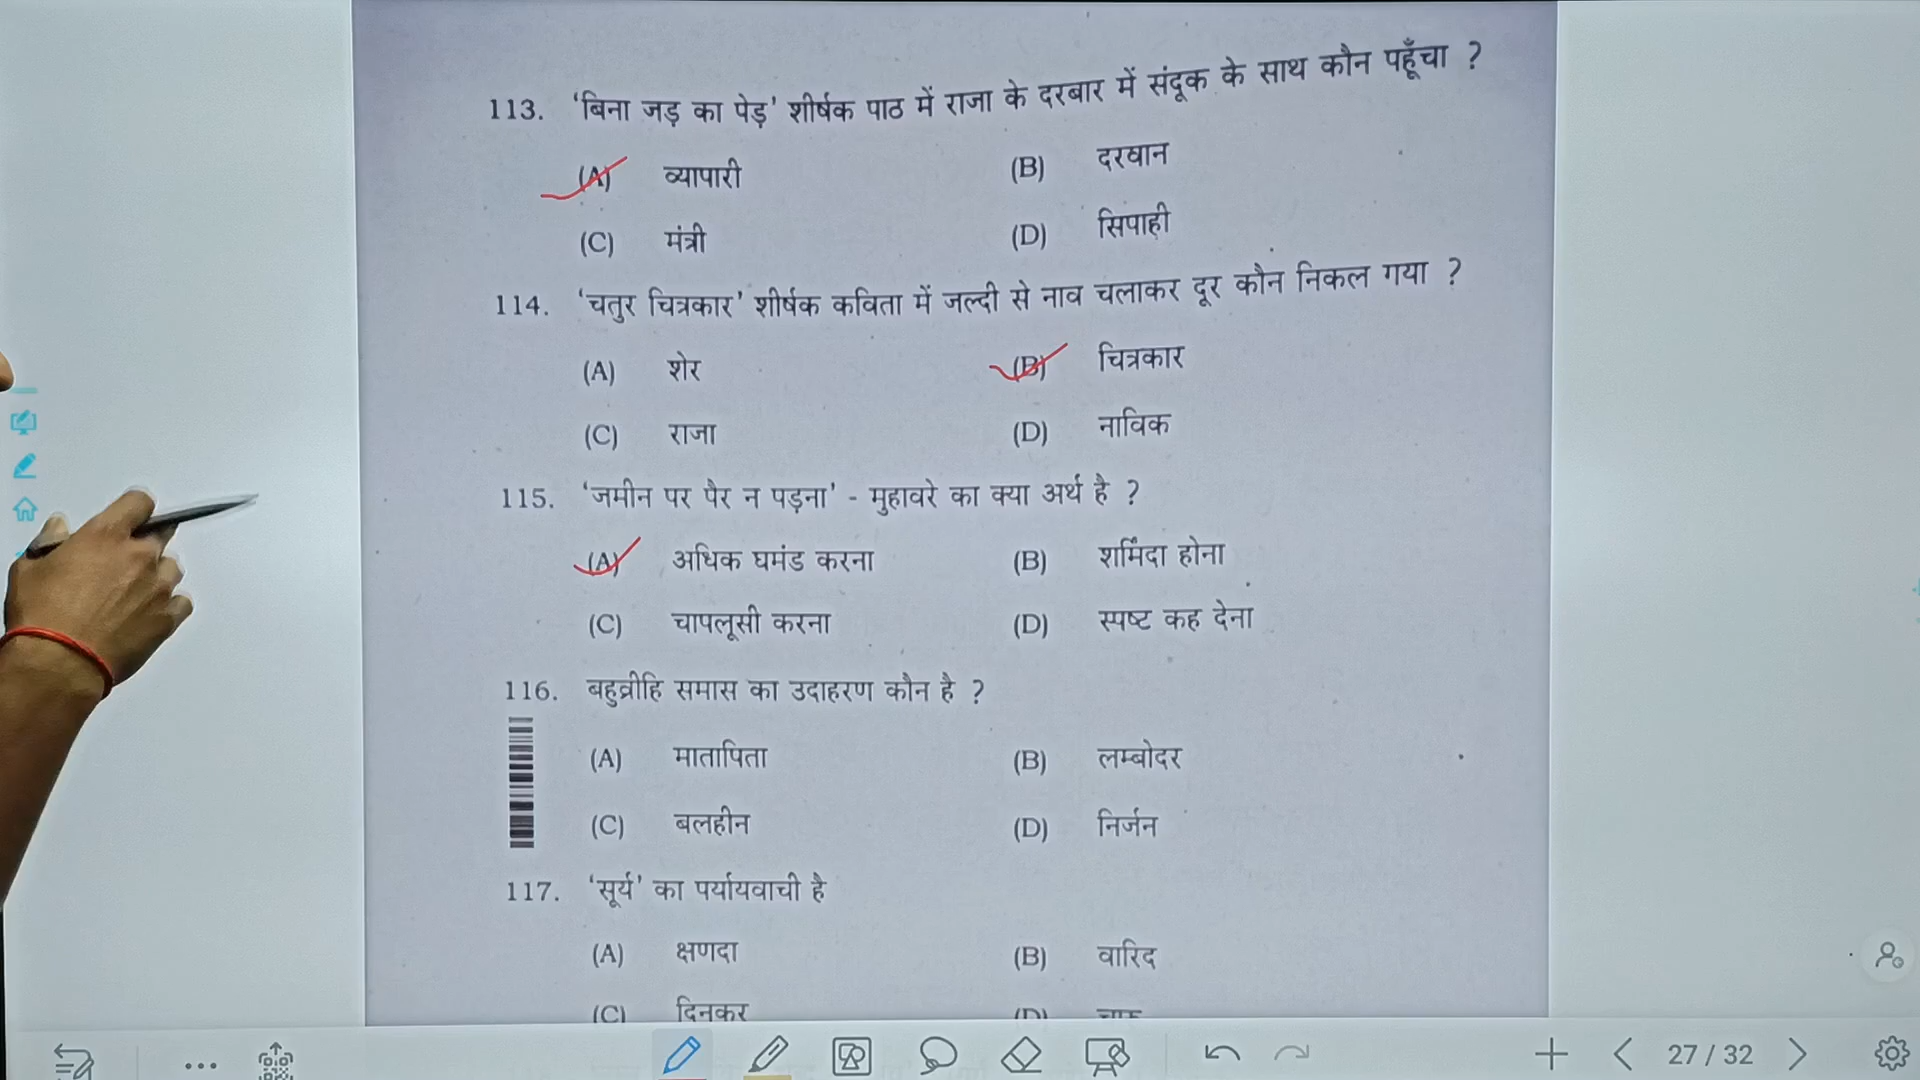 113. 'बिना जड़ का पेड़' शीर्षक पाठ में राजा के दरबार में संदूक के साथ कौन पहुँचा ?
(A) व्यापारी (B) दरबान
(C) मंत्री (D) सिपाही
114. 'चतुर चित्रकार' शीर्षक कविता में जल्दी से नाव चलाकर दूर कौन निकल गया ?
(A) शेर (B) चित्रकार
(C) राजा (D) नाविक
115. 'जमीन पर पैर न पड़ना' - मुहावरे का क्या अर्थ है ?
(A) अधिक घमंड करना (B) शर्मिंदा होना
(C) चापलूसी करना (D) स्पष्ट कह देना
116. बहुव्रीहि समास का उदाहरण कौन है ?
(A) मातापिता (B) लम्बोदर
(C) बलहीन (D) निर्जन
117. 'सूर्य' का पर्यायवाची है
(A) क्षणदा (B) वारिद
(C) दिनकर (D)
27 / 32